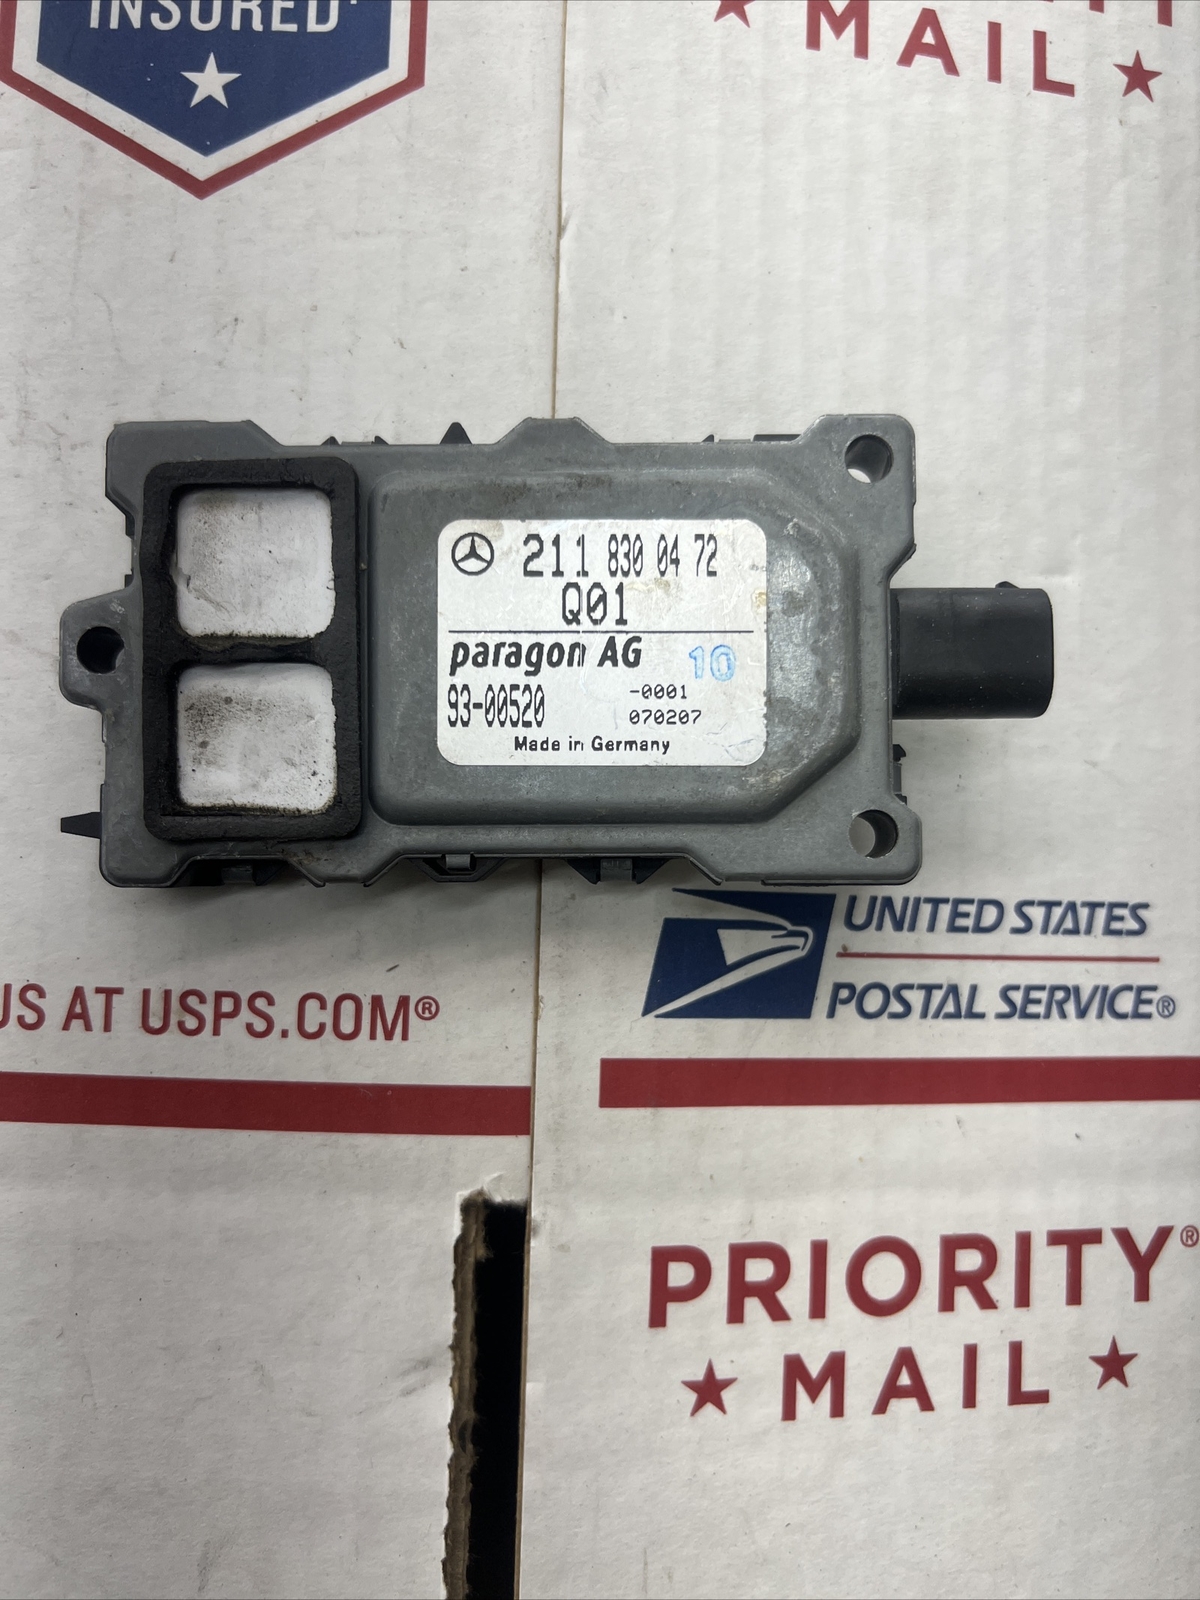 INSURED
MAIL
211 830 04 72
Q01
paragon AG 10
93-00520 -0001
070207
Made in Germany
UNITED STATES
POSTAL SERVICE®
US AT USPS.COM®
PRIORITY®
MAIL